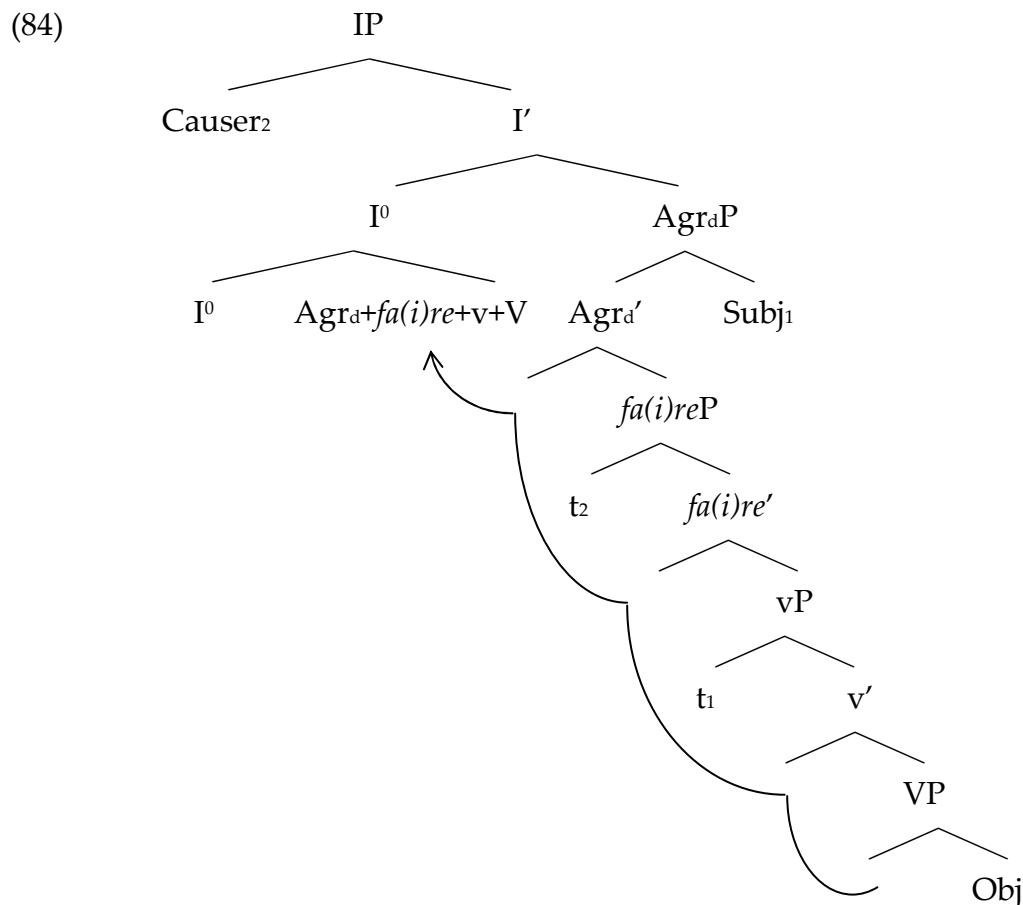 (84) IP
Causer₂ I’
I⁰ AgrdP
I⁰ Agrd+fa(i)re+v+V Agrd’ Subj₁
fa(i)reP
t₂ fa(i)re’
vP
t₁ v’
VP
Obj